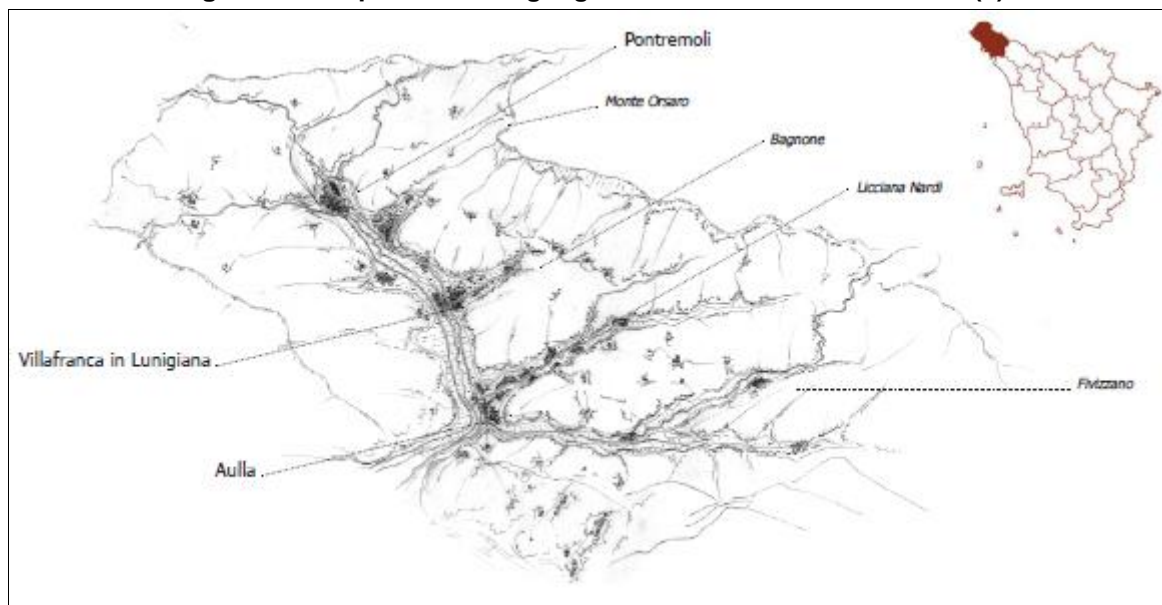 Pontremoli
Monte Orsaro
Bagnone
Licciana Nardi
Villafranca in Lunigiana
Fivizzano
Aulla